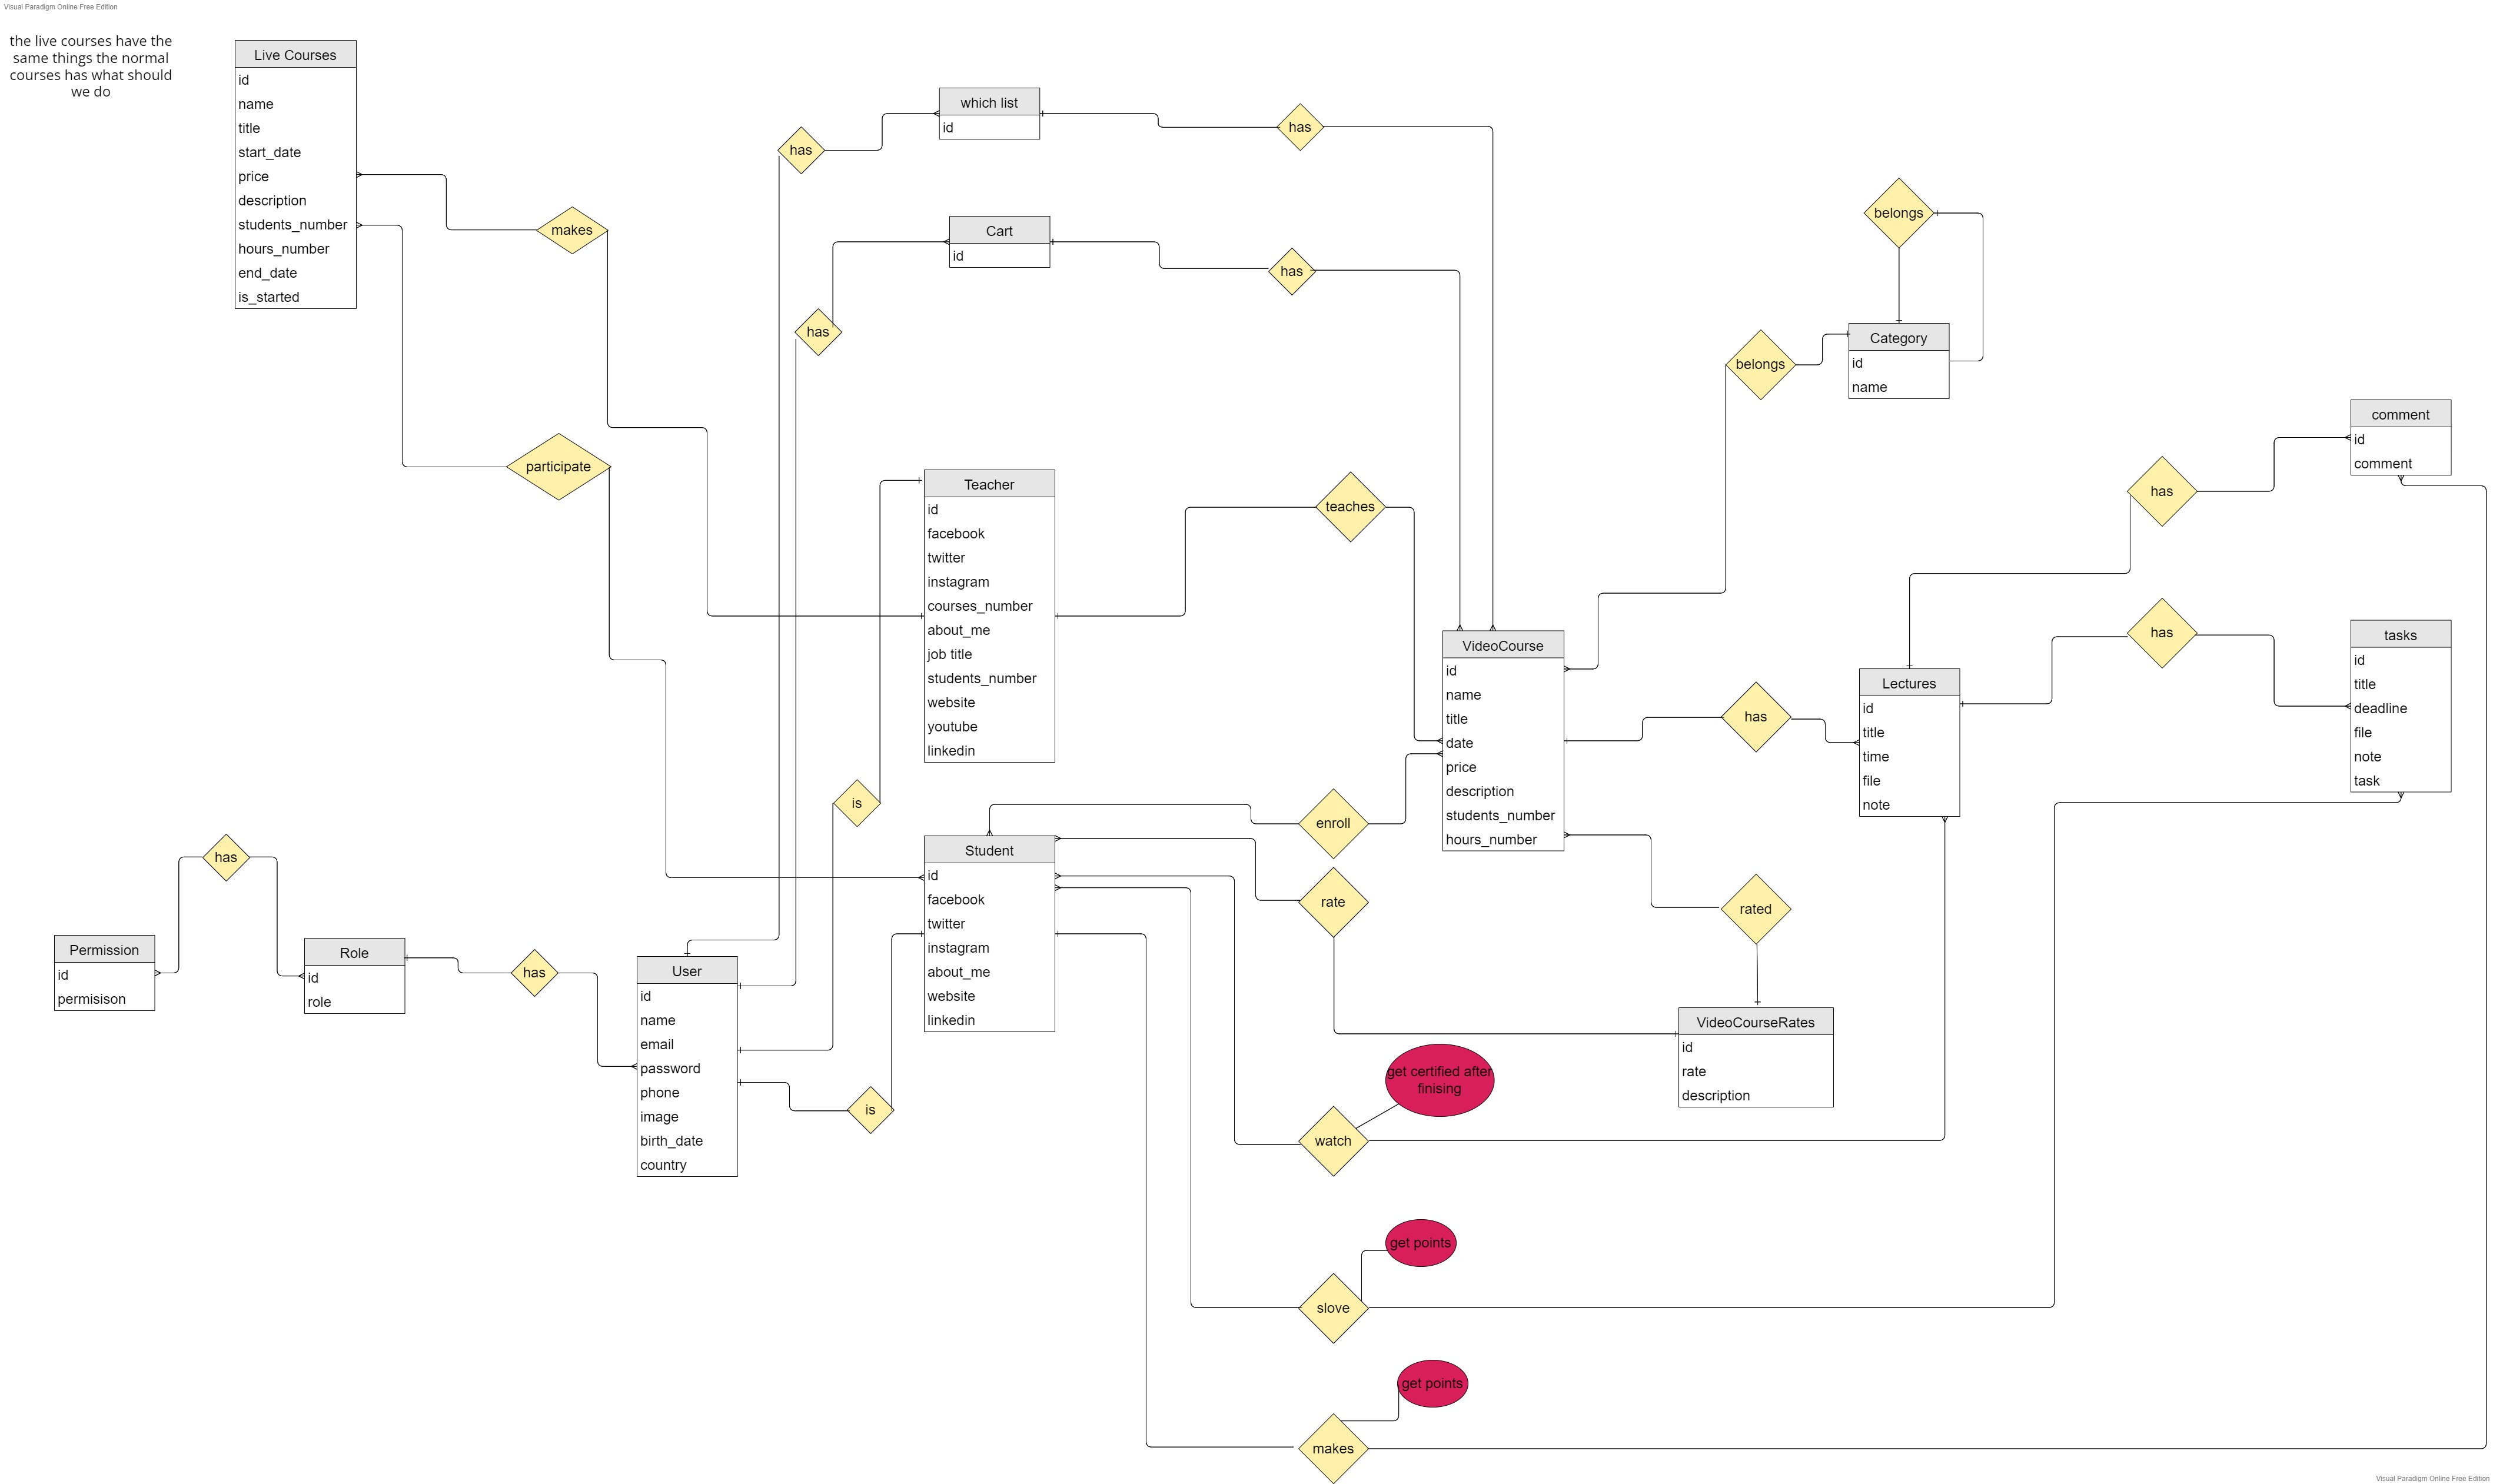 Visual Paradigm Online Free Edition
the live courses have the
same things the normal
courses has what should
we do
Live Courses
id
name
title
start_date
price
description
students_number
hours_number
end_date
is_started
makes
participate
which list
id
has
has
Cart
id
has
has
Teacher
id
facebook
twitter
instagram
courses_number
about_me
job title
students_number
website
youtube
linkedin
teaches
belongs
Category
id
name
belongs
comment
id
comment
has
tasks
id
title
deadline
file
note
task
has
VideoCourse
id
name
title
date
price
description
students_number
hours_number
has
Lectures
id
title
time
file
note
is
enroll
Student
id
facebook
twitter
instagram
about_me
website
linkedin
rate
rated
has
Permission
id
permisison
Role
id
role
has
User
id
name
email
password
phone
image
birth_date
country
is
VideoCourseRates
id
rate
description
get certified after
finising
watch
get points
slove
get points
makes
Visual Paradigm Online Free Edition